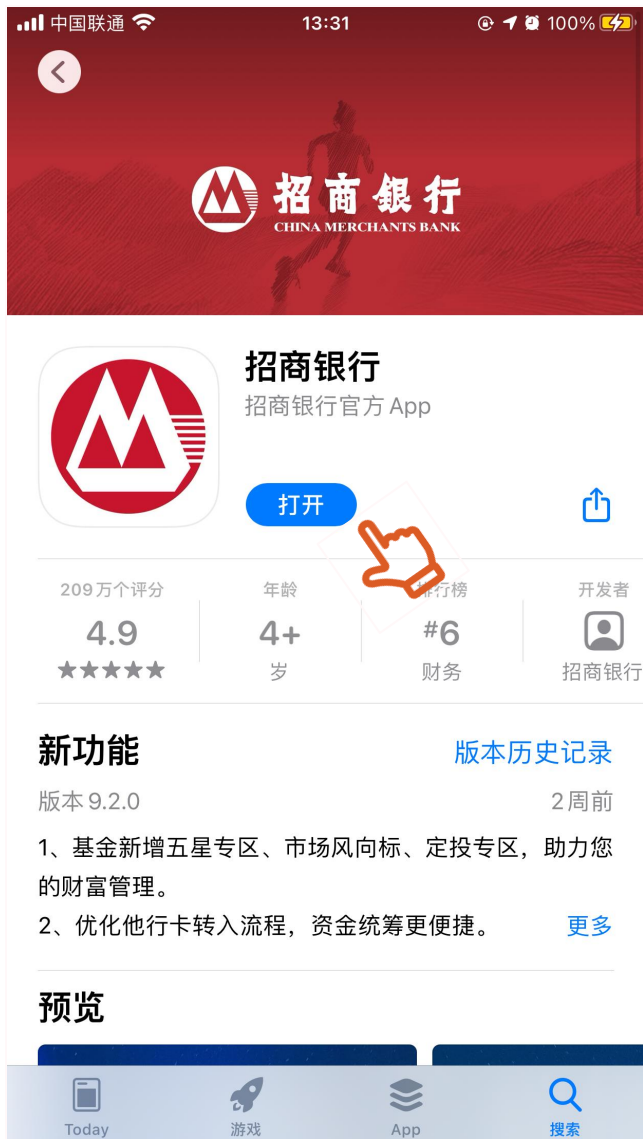 中国联通 13:31 100%
招商銀行
CHINA MERCHANTS BANK
招商银行
招商银行官方 App
打开
209万个评分 年龄 排行榜 开发者
4.9 4+ #6
岁 财务 招商银行
新功能 版本历史记录
版本 9.2.0 2周前
1、基金新增五星专区、市场风向标、定投专区，助力您
的财富管理。
2、优化他行卡转入流程，资金统筹更便捷。 更多
预览
Today 游戏 App 搜索